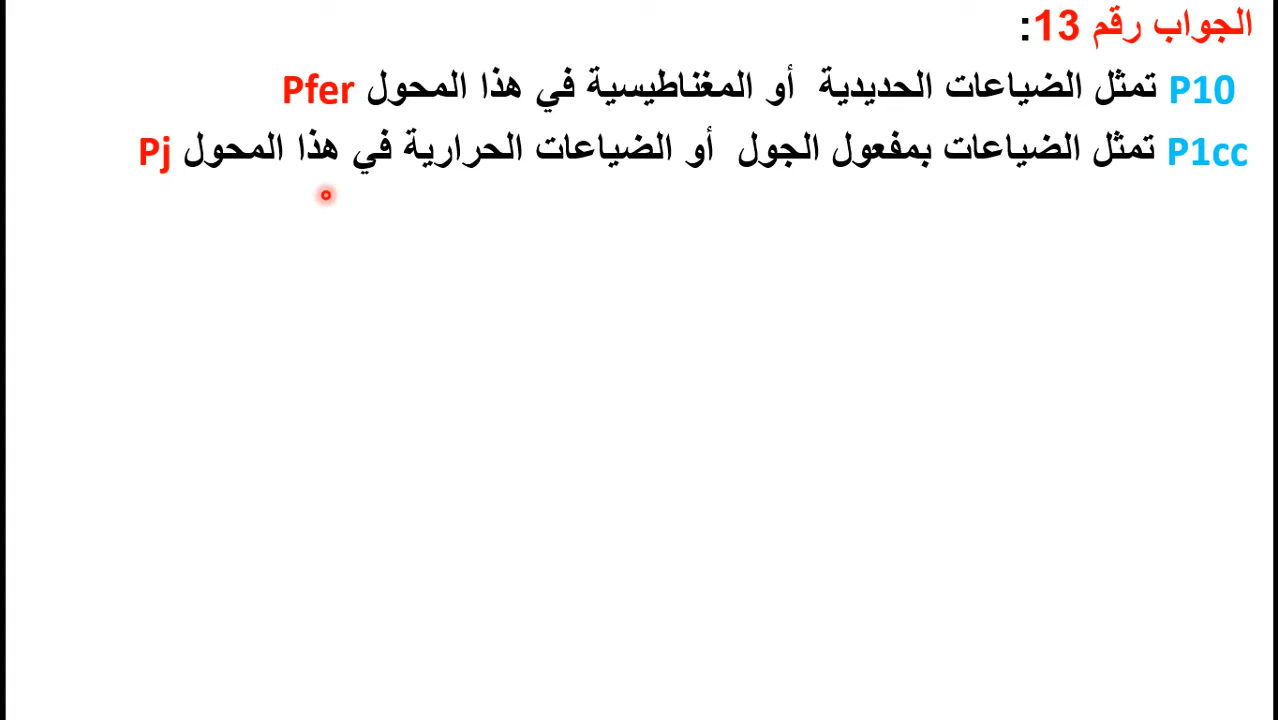 الجواب رقم 13:
P10 تمثل الضياعات الحديدية أو المغناطيسية في هذا المحول Pfer
P1cc تمثل الضياعات بمفعول الجول أو الضياعات الحرارية في هذا المحول Pj